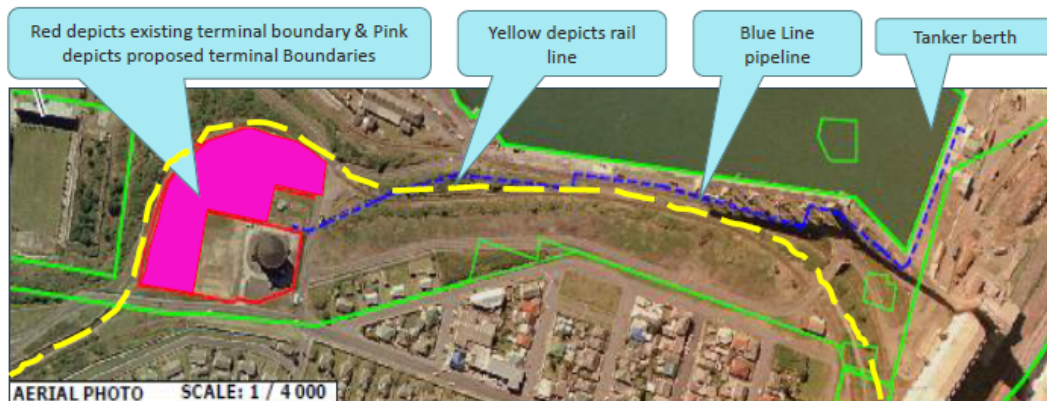 Red depicts existing terminal boundary & Pink
depicts proposed terminal Boundaries
Yellow depicts rail
line
Blue Line
pipeline
Tanker berth
AERIAL PHOTO SCALE: 1 / 4 000